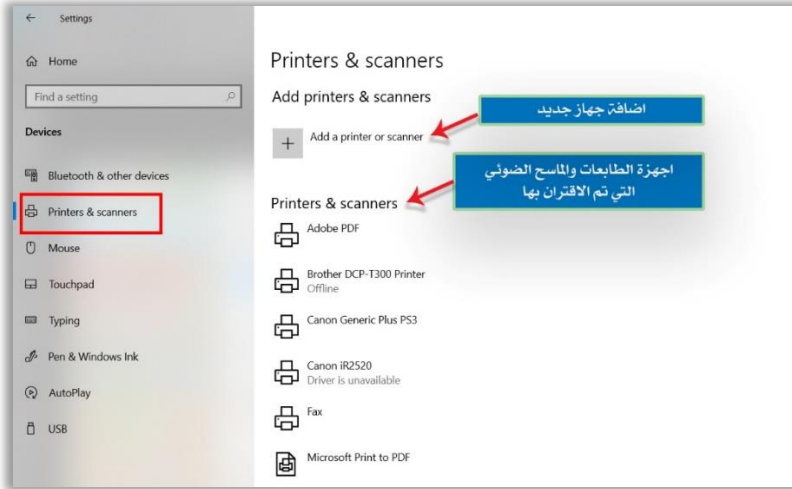 Settings
Home
Find a setting
Devices
Bluetooth & other devices
Printers & scanners
Mouse
Touchpad
Typing
Pen & Windows Ink
AutoPlay
USB
Printers & scanners
Add printers & scanners
Add a printer or scanner
اضافة جهاز جديد
اجهزة الطابعات والماسح الضوئي
التي تم الاقتران بها
Printers & scanners
Adobe PDF
Brother DCP-T300 Printer
Offline
Canon Generic Plus PS3
Canon iR2520
Driver is unavailable
Fax
Microsoft Print to PDF